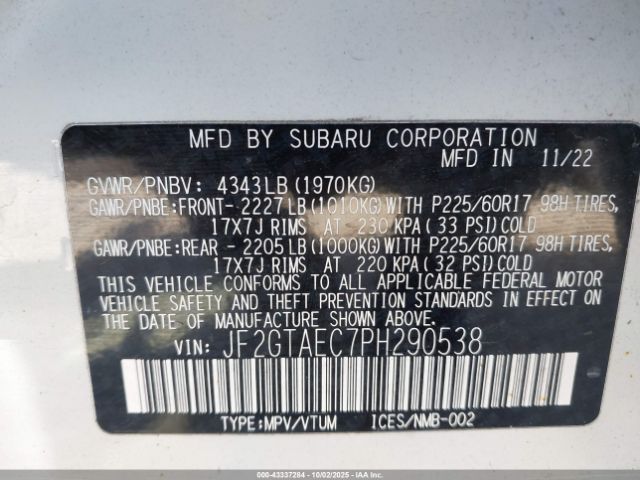 MFD BY SUBARU CORPORATION
MFD IN 11/22
GVWR/PNBV: 4343LB (1970KG)
GAWR/PNBE:FRONT- 2227LB (1010KG) WITH P225/60R17 98H TIRES,
17X7J RIMS AT 230 KPA (33 PSI) COLD
GAWR/PNBE:REAR - 2205LB (1000KG) WITH P225/60R17 98H TIRES,
17X7J RIMS AT 220 KPA (32 PSI) COLD
THIS VEHICLE CONFORMS TO ALL APPLICABLE FEDERAL MOTOR
VEHICLE SAFETY AND THEFT PREVENTION STANDARDS IN EFFECT ON
THE DATE OF MANUFACTURE SHOWN ABOVE.
VIN: JF2GTAEC7PH290538
TYPE:MPV/VTUM ICES/NMB-002
000-43337284 - 10/02/2025 - IAAI.COM